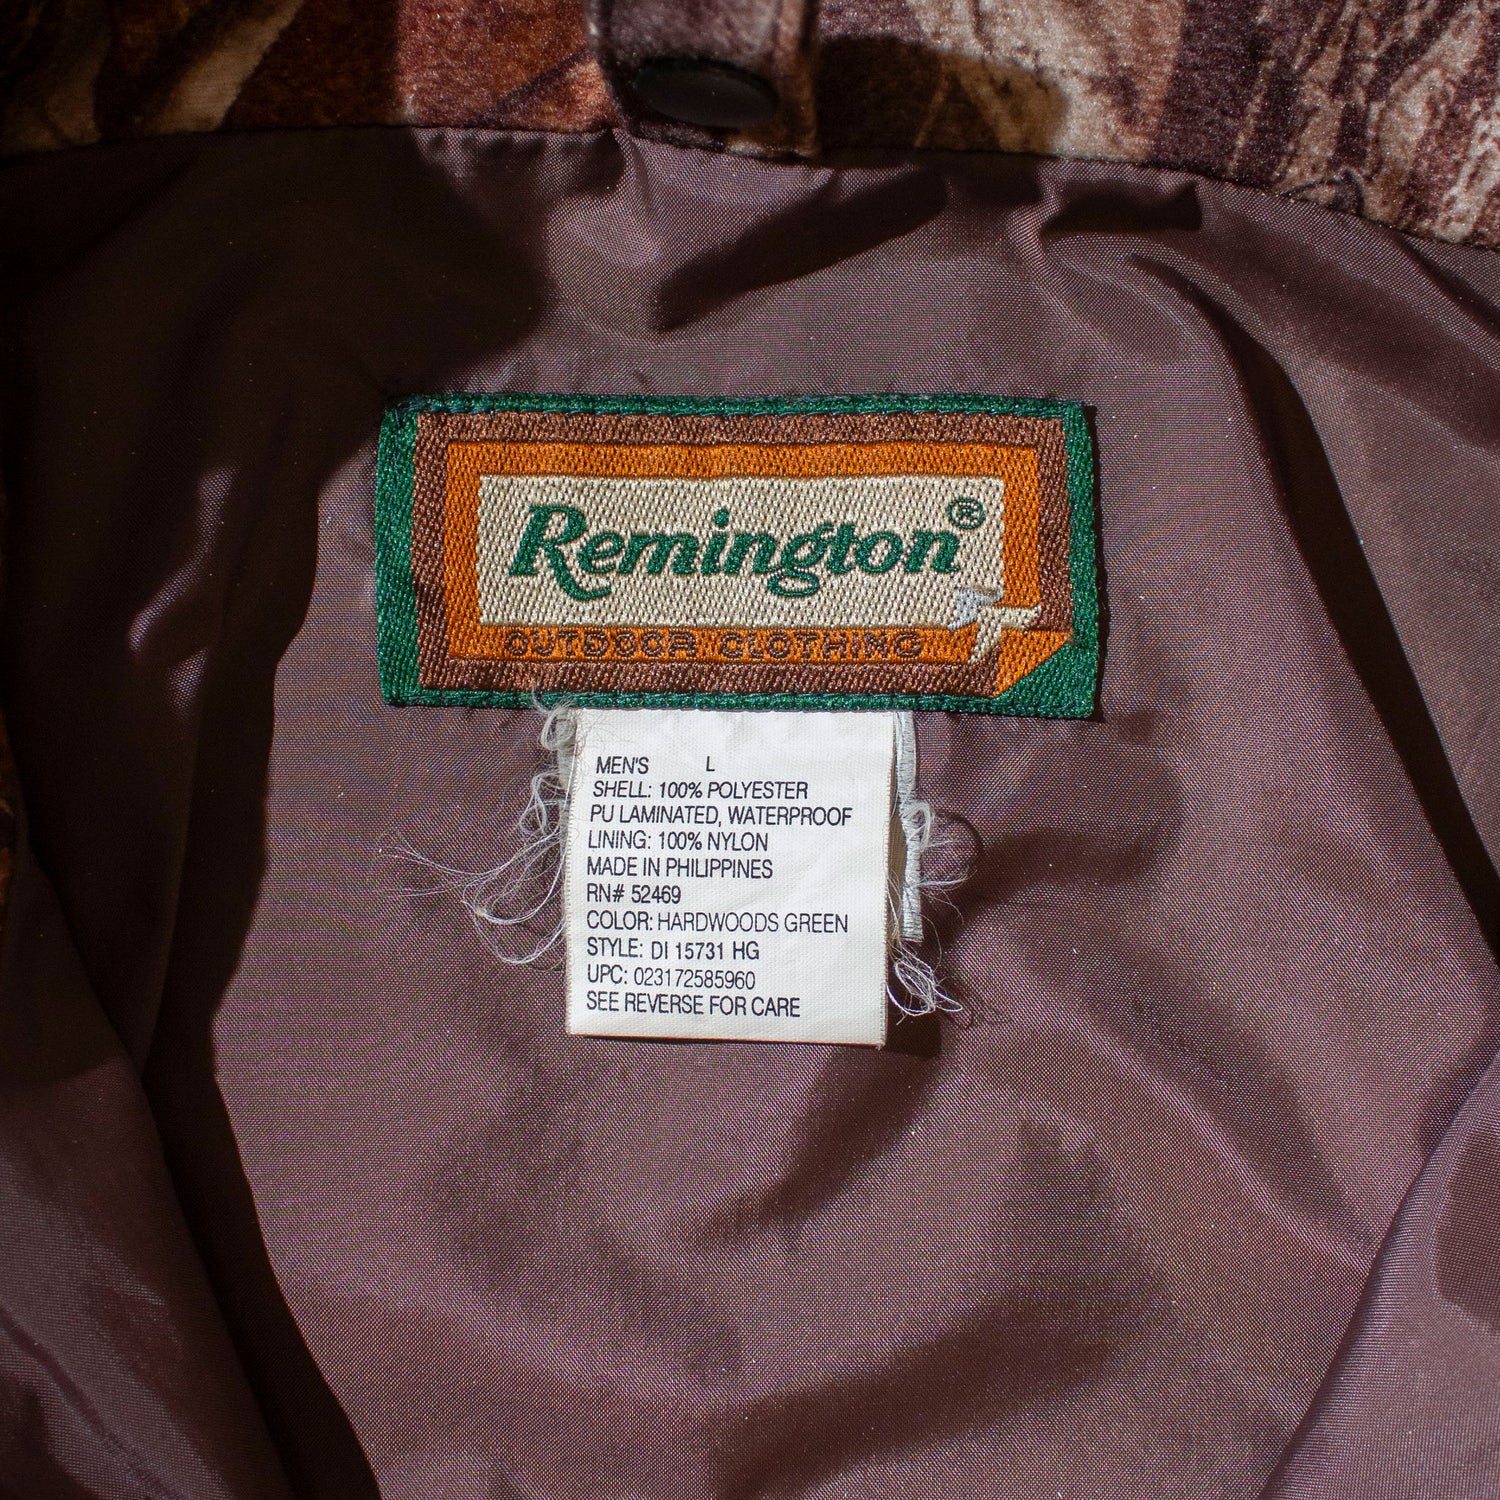 Remington®
OUTDOOR CLOTHING
MEN'S L
SHELL: 100% POLYESTER
PU LAMINATED, WATERPROOF
LINING: 100% NYLON
MADE IN PHILIPPINES
RN# 52469
COLOR: HARDWOODS GREEN
STYLE: DI 15731 HG
UPC: 023172585960
SEE REVERSE FOR CARE